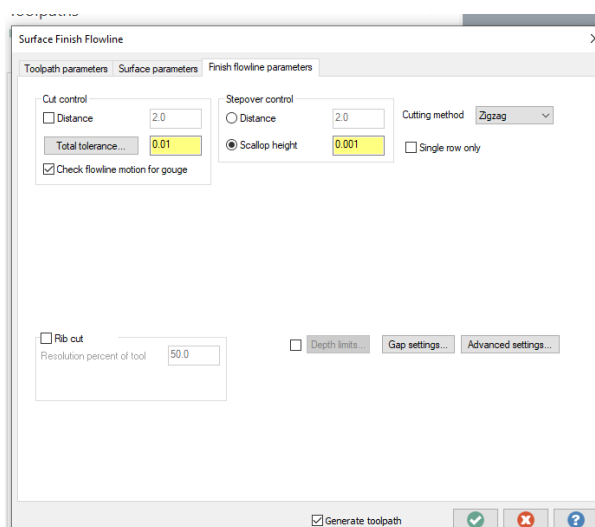 Toolpaths
Surface Finish Flowline
Toolpath parameters Surface parameters Finish flowline parameters
Cut control
Distance 2.0
Total tolerance... 0.01
Check flowline motion for gouge
Stepover control
Distance 2.0
Scallop height 0.001
Cutting method Zigzag
Single row only
Rib cut
Resolution percent of tool 50.0
Depth limits... Gap settings... Advanced settings...
Generate toolpath